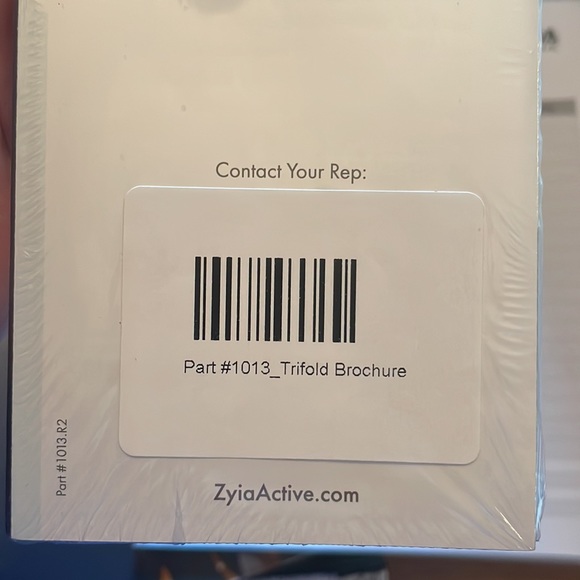 Contact Your Rep:
Part #1013_Trifold Brochure
Part #1013.R2
ZyiaActive.com